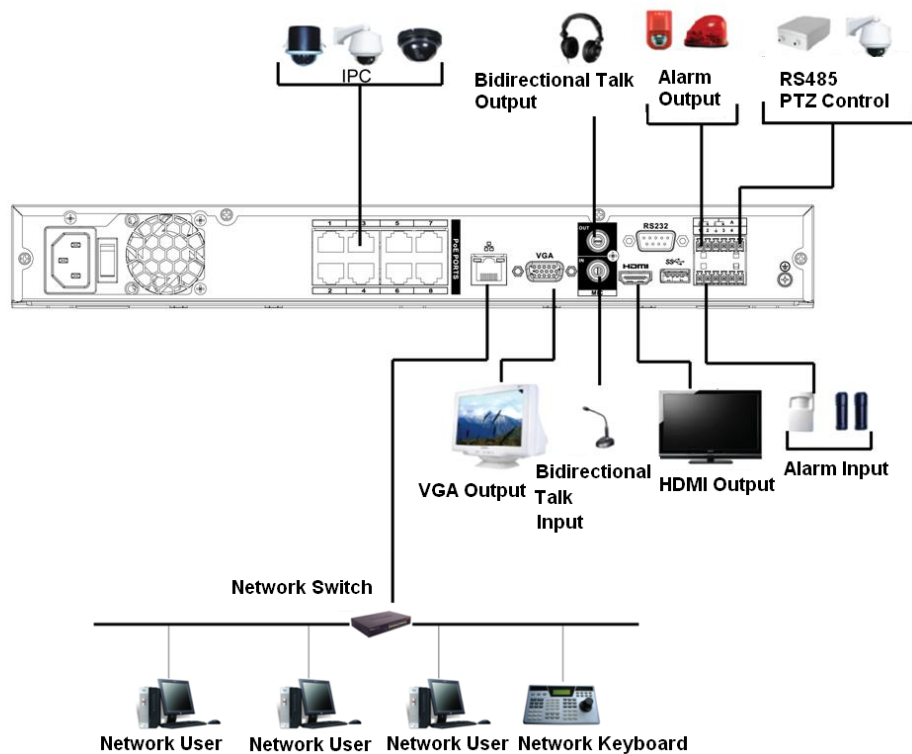 IPC
Bidirectional Talk
Output
Alarm
Output
RS485
PTZ Control
1 3 5 7
PoE PORTS
2 4 6 8
VGA
OUT
IN
MIC
RS232
HDMI
VGA Output
Bidirectional
Talk
Input
HDMI Output
Alarm Input
Network Switch
Network User
Network User
Network User
Network Keyboard